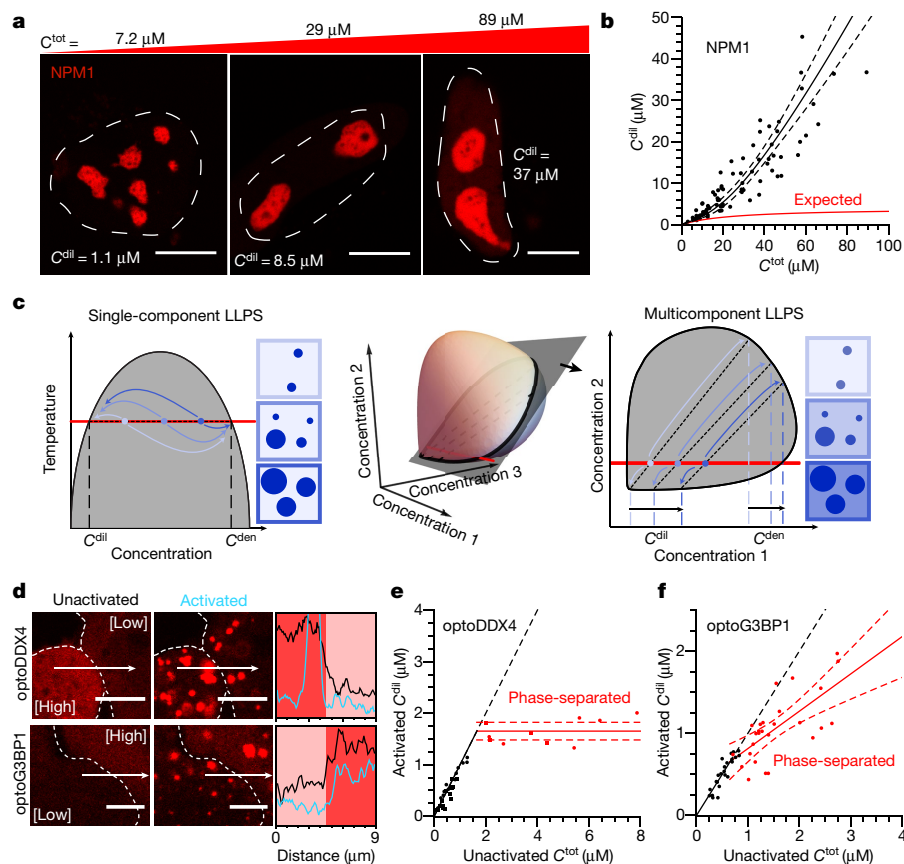 a
C^tot =
7.2 μM
29 μM
89 μM
NPM1
C^dil = 1.1 μM
C^dil = 8.5 μM
C^dil =
37 μM
b
NPM1
Expected
C^dil (μM)
50
40
30
20
10
0
0 20 40 60 80 100
C^tot (μM)
c
Single-component LLPS
Temperature
C^dil
C^den
Concentration
Concentration 2
Concentration 3
Concentration 1
Multicomponent LLPS
Concentration 2
C^dil
C^den
Concentration 1
d
Unactivated
Activated
optoDDX4
[Low]
[High]
optoG3BP1
[High]
[Low]
0 9
Distance (μm)
e
optoDDX4
Phase-separated
Activated C^dil (μM)
4
3
2
1
0
0 2 4 6 8
Unactivated C^tot (μM)
f
optoG3BP1
Phase-separated
Activated C^dil (μM)
2
1
0
0 1 2 3 4
Unactivated C^tot (μM)